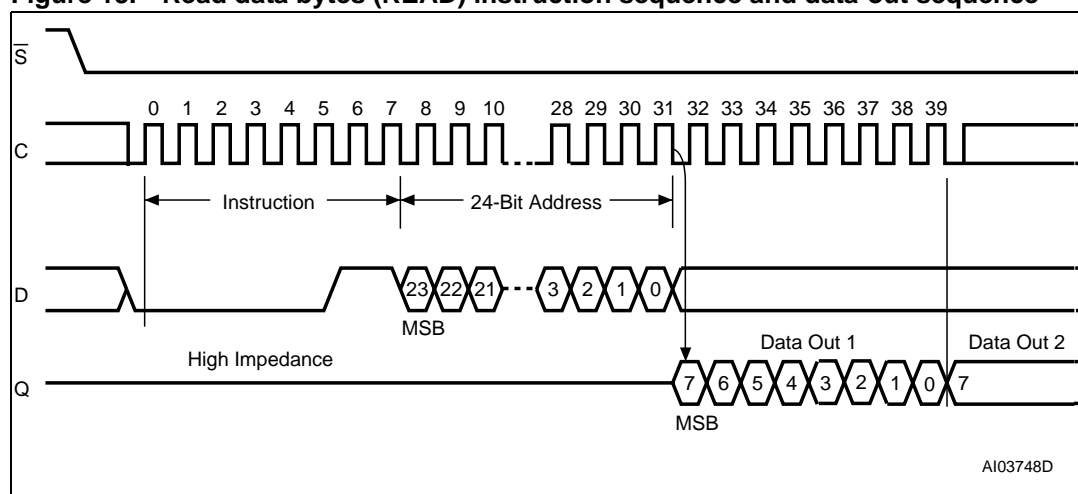 Figure 13. Read data bytes (READ) instruction sequence and data-out sequence
S
0 1 2 3 4 5 6 7 8 9 10 28 29 30 31 32 33 34 35 36 37 38 39
C
Instruction 24-Bit Address
D
23 22 21 3 2 1 0
MSB
High Impedance Data Out 1 Data Out 2
Q
7 6 5 4 3 2 1 0 7
MSB
AI03748D